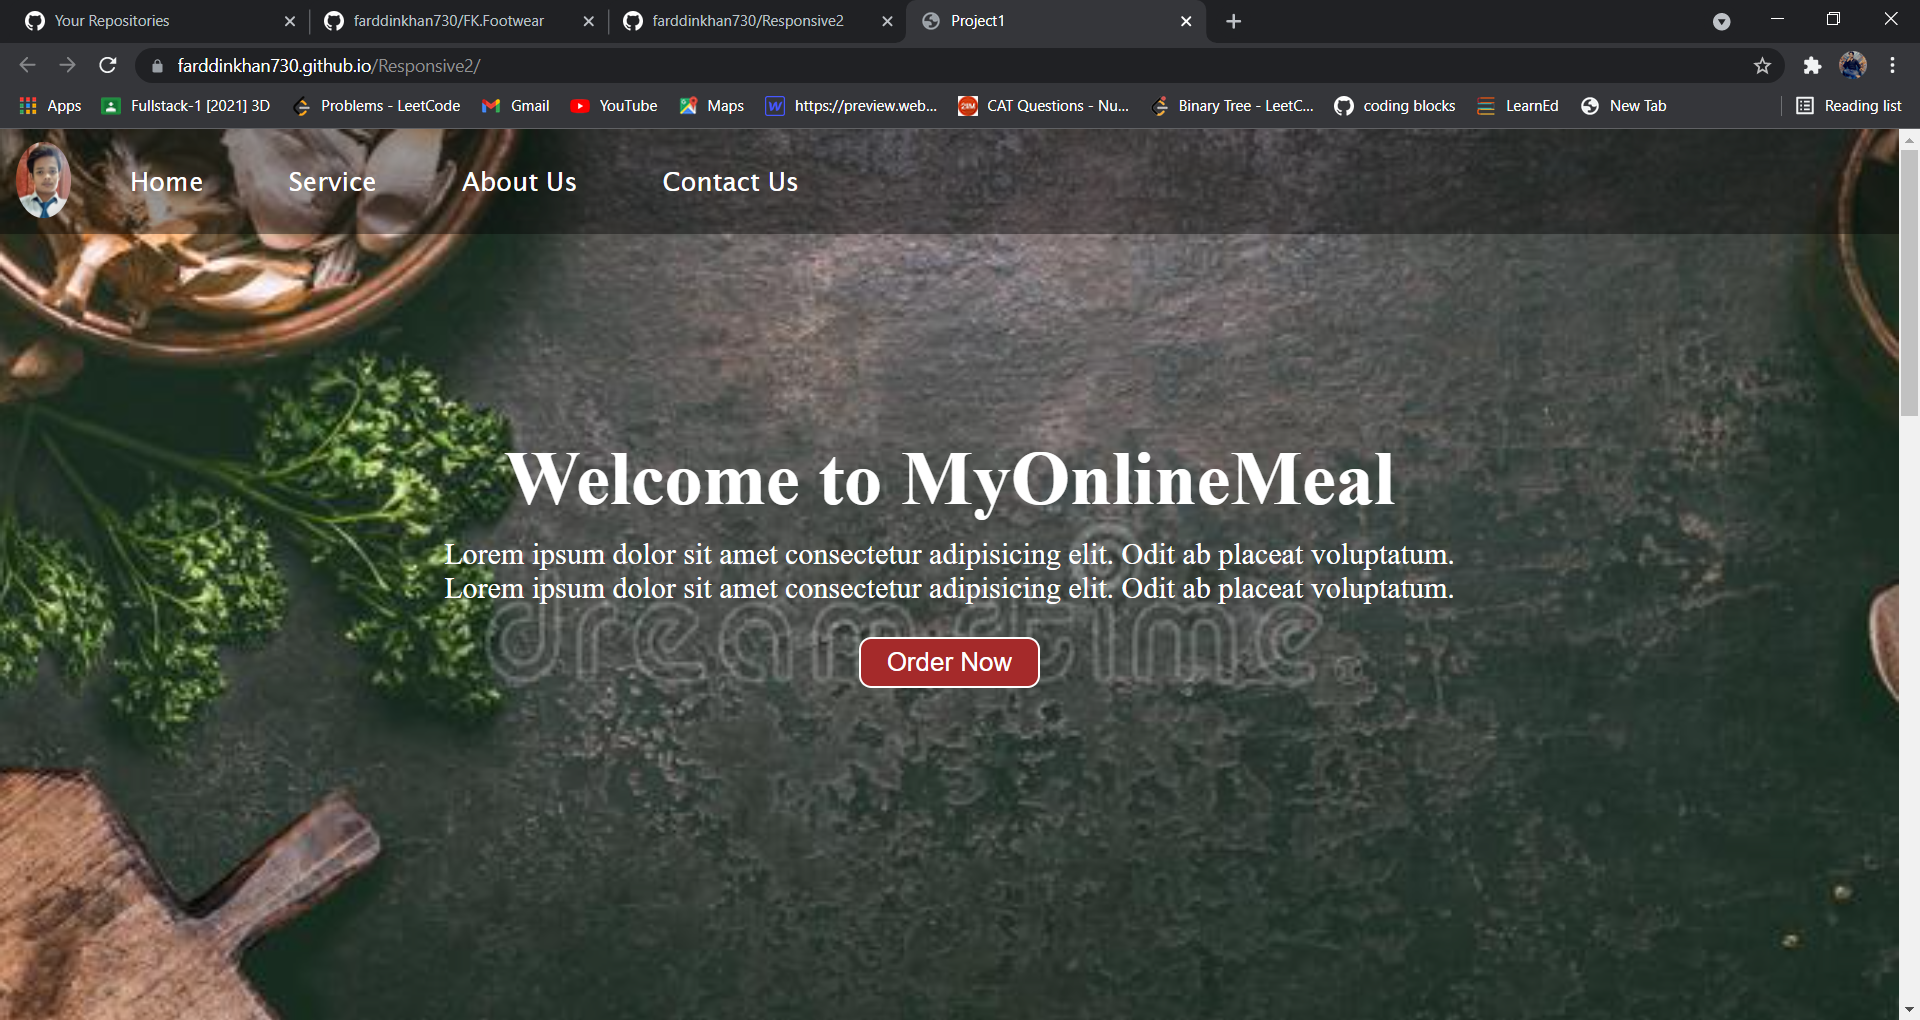 Your Repositories
farddinkhan730/FK.Footwear
farddinkhan730/Responsive2
Project1
farddinkhan730.github.io/Responsive2/
Apps
Fullstack-1 [2021] 3D
Problems - LeetCode
Gmail
YouTube
Maps
W
https://preview.web...
2IIM
CAT Questions - Nu...
Binary Tree - LeetC...
coding blocks
LearnEd
New Tab
Reading list
Home
Service
About Us
Contact Us
Welcome to MyOnlineMeal
Lorem ipsum dolor sit amet consectetur adipisicing elit. Odit ab placeat voluptatum.
Lorem ipsum dolor sit amet consectetur adipisicing elit. Odit ab placeat voluptatum.
dreamstime
Order Now